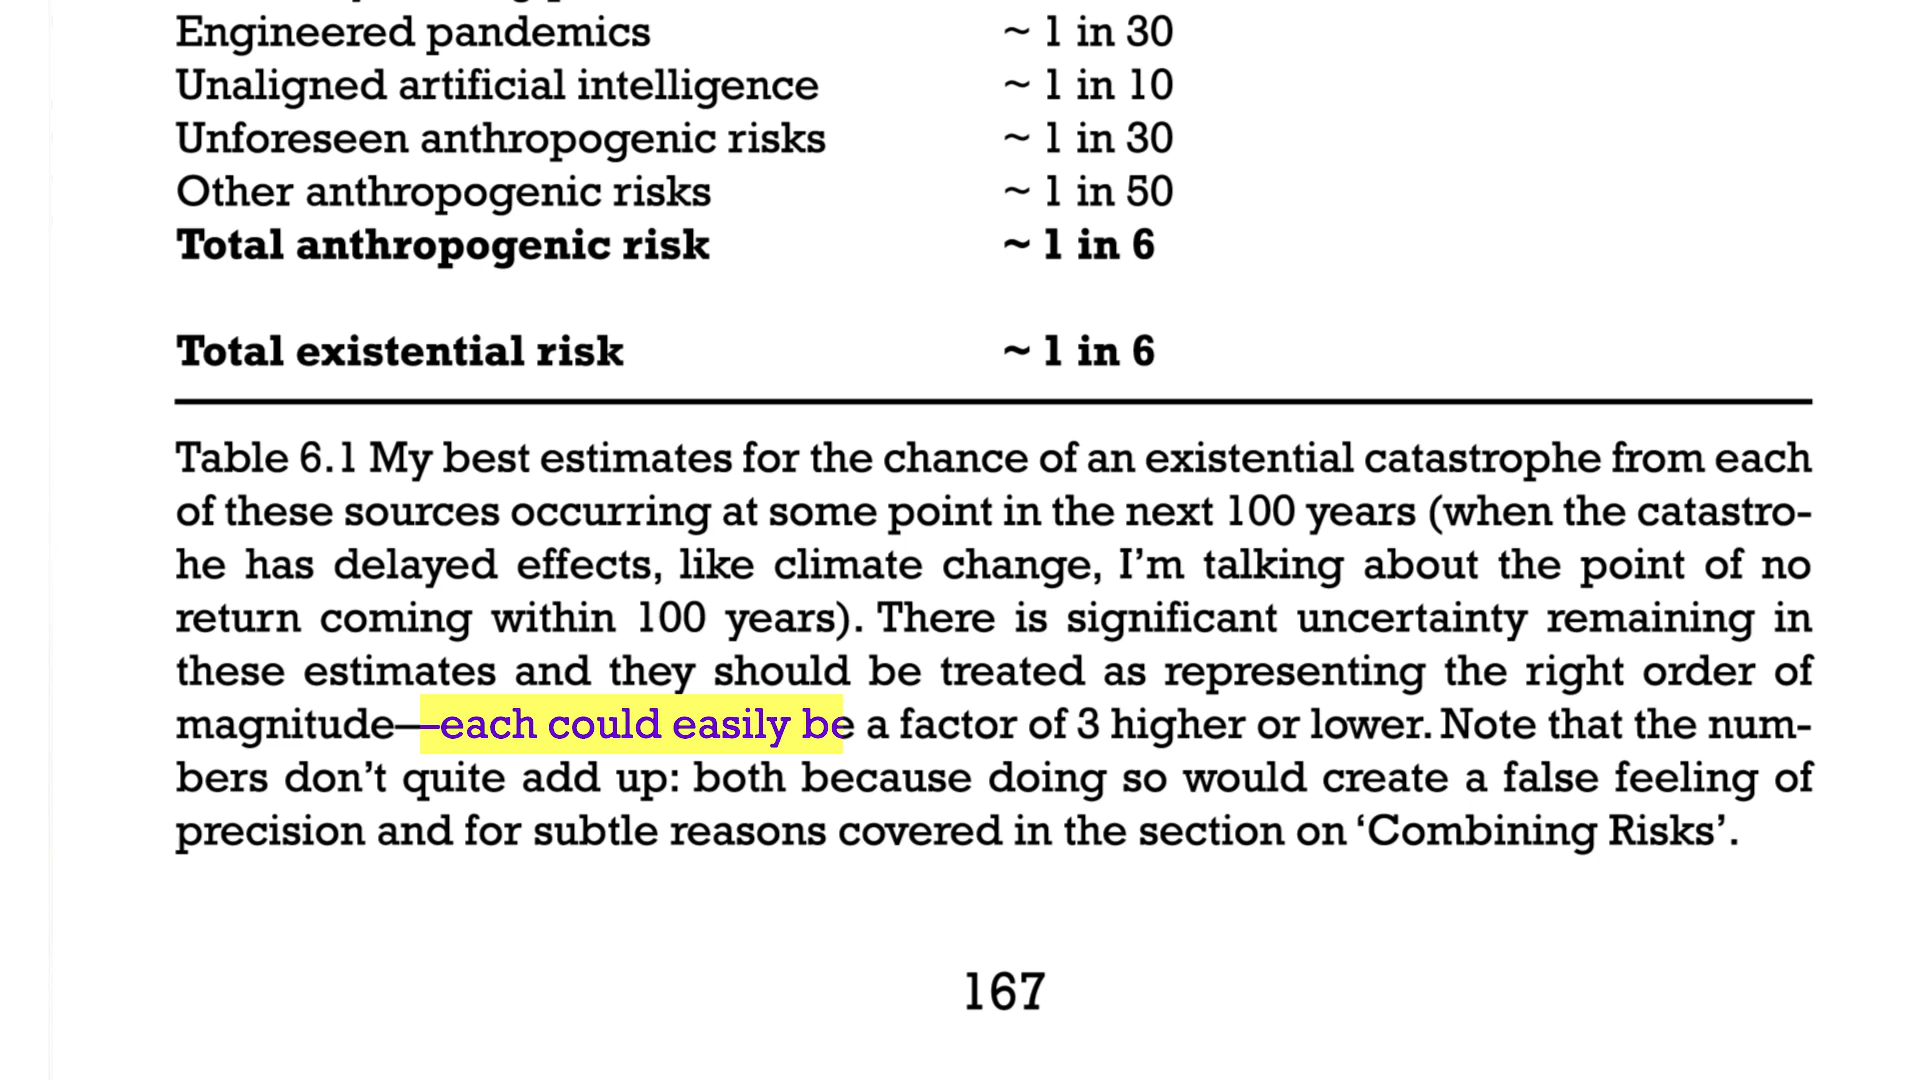 Engineered pandemics ~ 1 in 30
Unaligned artificial intelligence ~ 1 in 10
Unforeseen anthropogenic risks ~ 1 in 30
Other anthropogenic risks ~ 1 in 50
Total anthropogenic risk ~ 1 in 6
Total existential risk ~ 1 in 6
Table 6.1 My best estimates for the chance of an existential catastrophe from each
of these sources occurring at some point in the next 100 years (when the catastro-
he has delayed effects, like climate change, I’m talking about the point of no
return coming within 100 years). There is significant uncertainty remaining in
these estimates and they should be treated as representing the right order of
magnitude—each could easily be a factor of 3 higher or lower. Note that the num-
bers don’t quite add up: both because doing so would create a false feeling of
precision and for subtle reasons covered in the section on ‘Combining Risks’.
167